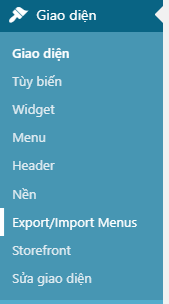 Giao diện
Giao diện
Tùy biến
Widget
Menu
Header
Nền
Export/Import Menus
Storefront
Sửa giao diện